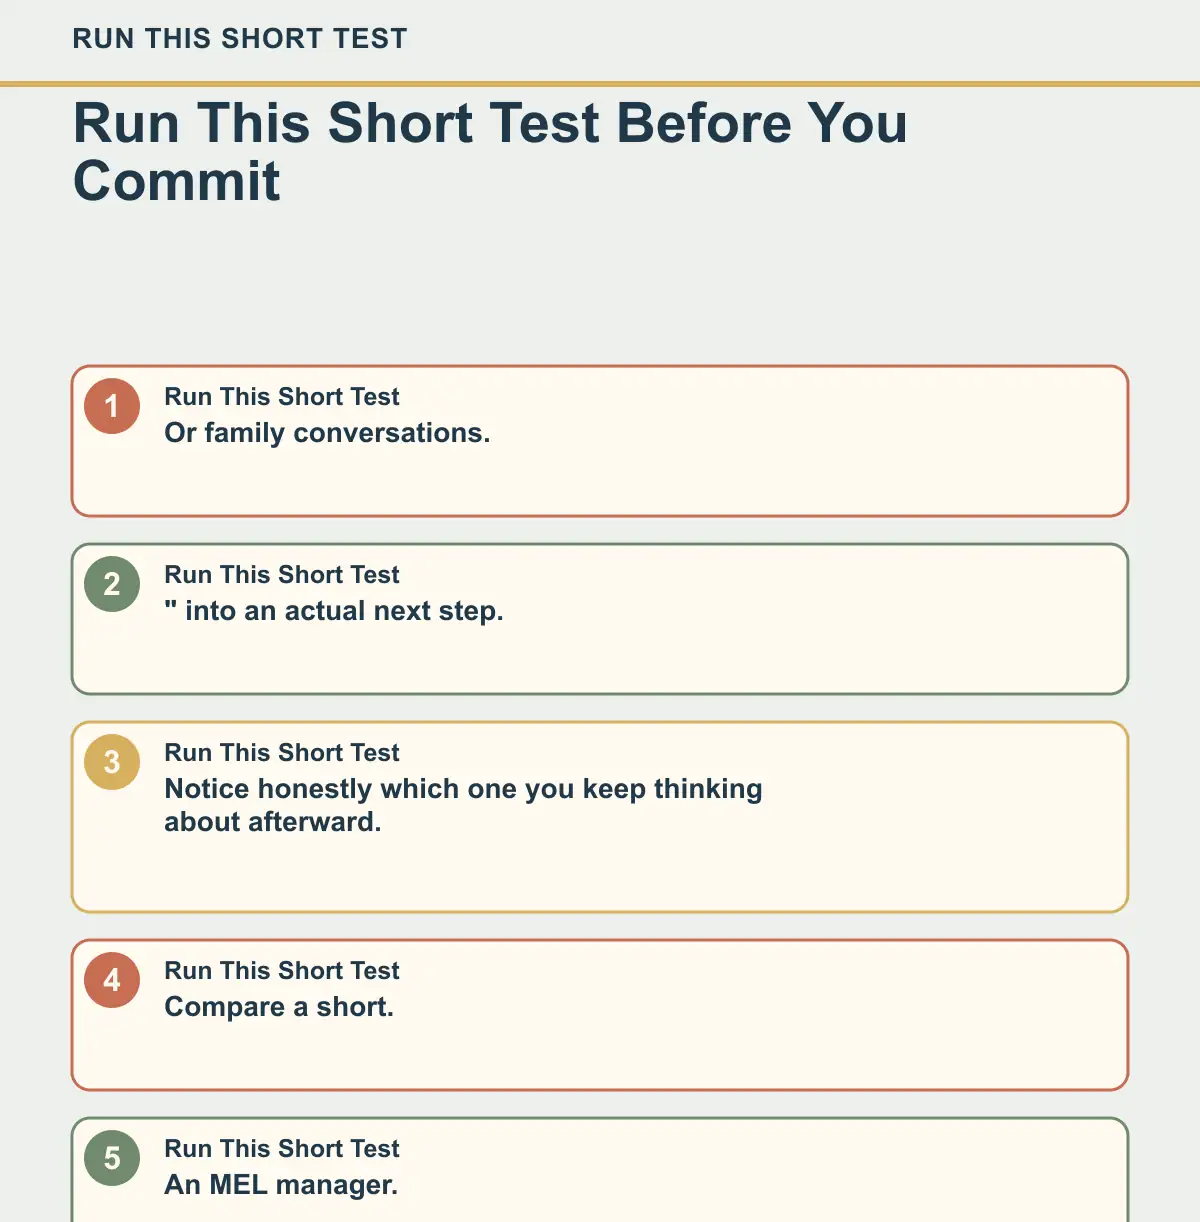 RUN THIS SHORT TEST
Run This Short Test Before You
Commit
1
Run This Short Test
Or family conversations.
2
Run This Short Test
" into an actual next step.
3
Run This Short Test
Notice honestly which one you keep thinking
about afterward.
4
Run This Short Test
Compare a short.
5
Run This Short Test
An MEL manager.